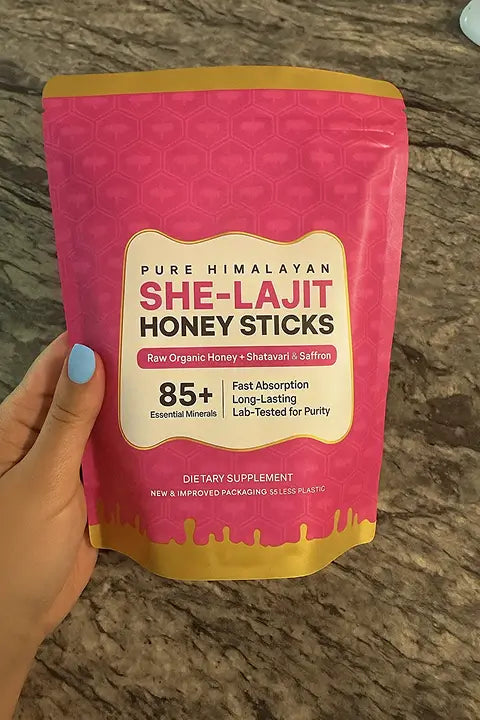 PURE HIMALAYAN
SHE-LAJIT
HONEY STICKS
Raw Organic Honey + Shatavari & Saffron
85+
Essential Minerals
Fast Absorption
Long-Lasting
Lab-Tested for Purity
DIETARY SUPPLEMENT
NEW & IMPROVED PACKAGING 55 LESS PLASTIC